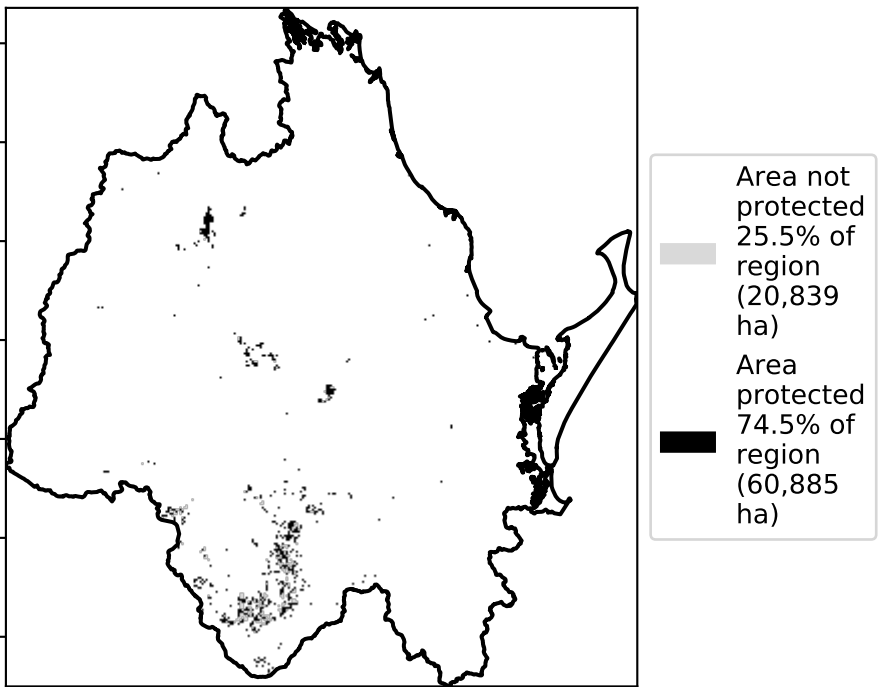 Area not
protected
25.5% of
region
(20,839
ha)
Area
protected
74.5% of
region
(60,885
ha)